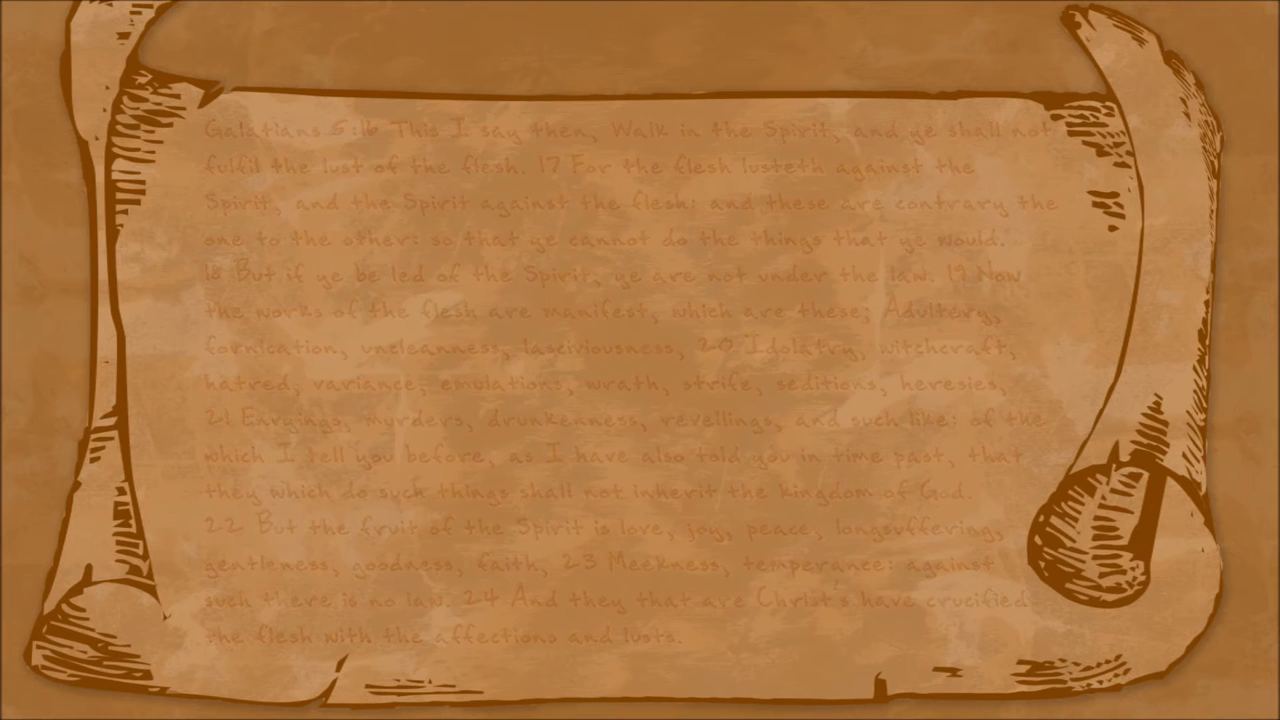 Galatians 5:16 This I say then, Walk in the Spirit, and ye shall not
fulfil the lust of the flesh. 17 For the flesh lusteth against the
Spirit, and the Spirit against the flesh: and these are contrary the
one to the other: so that ye cannot do the things that ye would.
18 But if ye be led of the Spirit, ye are not under the law. 19 Now
the works of the flesh are manifest, which are these; Adultery,
fornication, uncleanness, lasciviousness, 20 Idolatry, witchcraft,
hatred, variance, emulations, wrath, strife, seditions, heresies,
21 Envyings, murders, drunkenness, revellings, and such like: of the
which I tell you before, as I have also told you in time past, that
they which do such things shall not inherit the kingdom of God.
22 But the fruit of the Spirit is love, joy, peace, longsuffering,
gentleness, goodness, faith, 23 Meekness, temperance: against
such there is no law. 24 And they that are Christ's have crucified
the flesh with the affections and lusts.